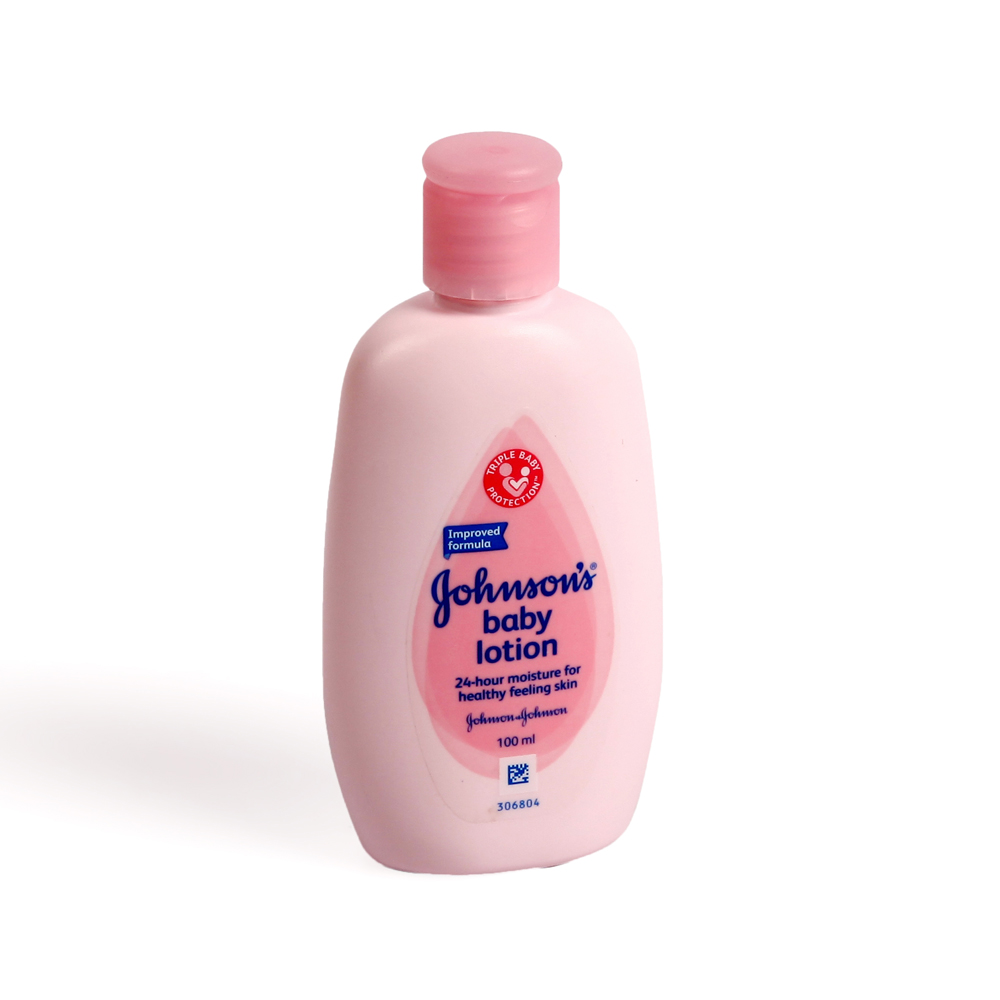 TRIPLE BABY
PROTECTION™
Improved
formula
Johnson's®
baby
lotion
24-hour moisture for
healthy feeling skin
Johnson & Johnson
100 ml
306804